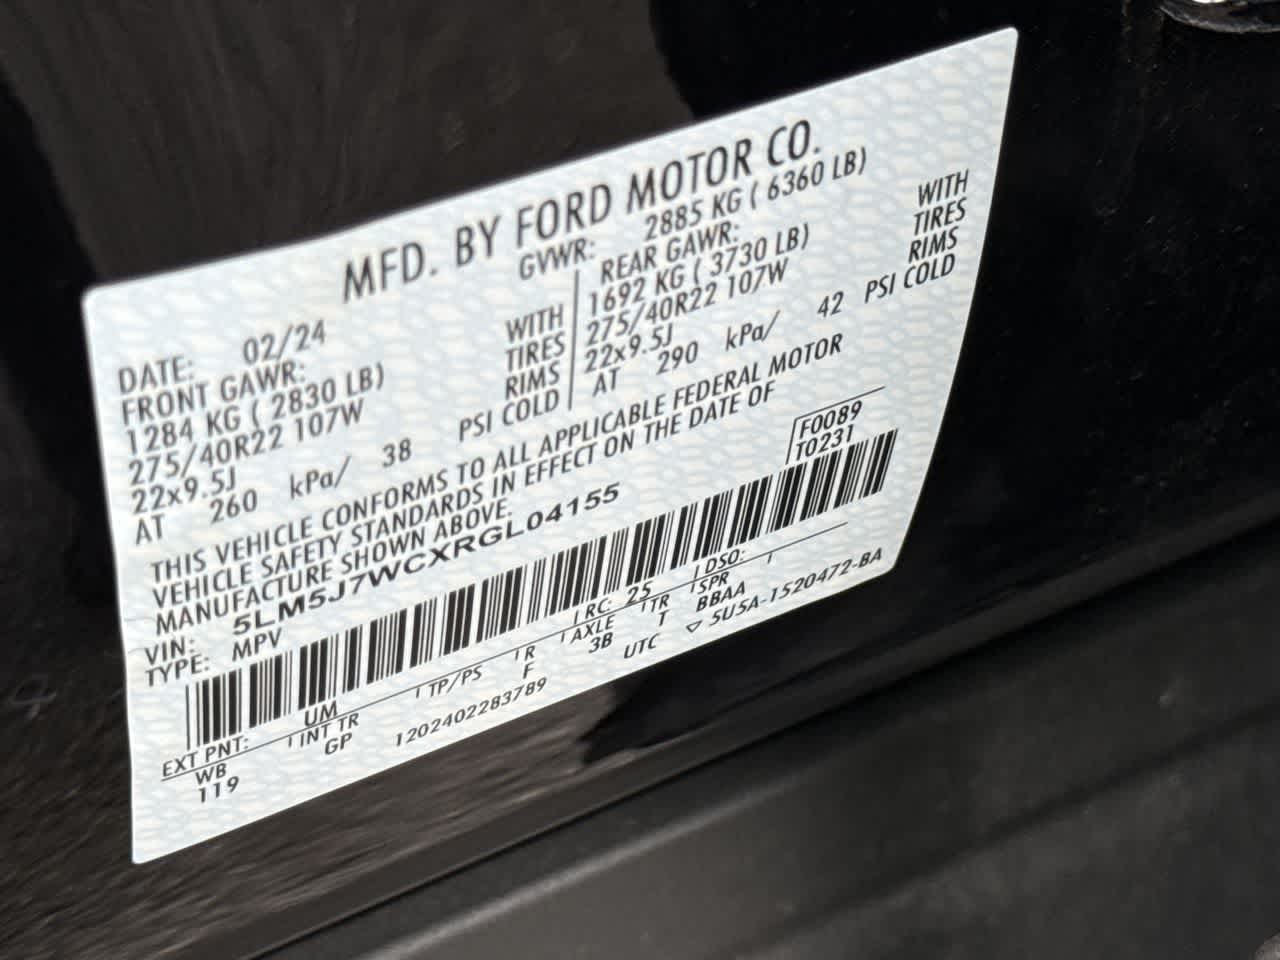 MFD. BY FORD MOTOR CO.
DATE: 02/24 GVWR: 2885 KG ( 6360 LB)
FRONT GAWR:
1284 KG ( 2830 LB) WITH
275/40R22 107W TIRES
22x9.5J RIMS
AT 260 kPa/ 38 PSI COLD
REAR GAWR:
1692 KG ( 3730 LB) WITH
275/40R22 107W TIRES
22x9.5J RIMS
AT 290 kPa/ 42 PSI COLD
THIS VEHICLE CONFORMS TO ALL APPLICABLE FEDERAL MOTOR
VEHICLE SAFETY STANDARDS IN EFFECT ON THE DATE OF
MANUFACTURE SHOWN ABOVE.
VIN: 5LM5J7WCXRGL04155
TYPE: MPV
F0089
T0231
EXT PNT: UM RC: 25 DSO:
WB INT TR TP/PS R AXLE TR SPR
119 GP F 3B T BBAA
1202402283789 UTC ▽ 5U5A-1520472-BA